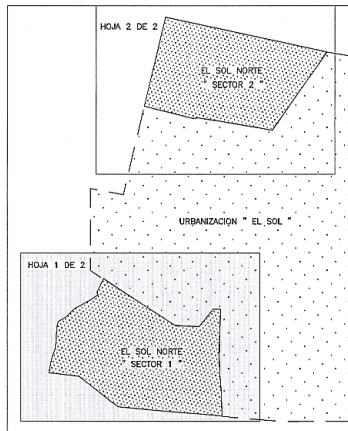 HOJA 2 DE 2
EL SOL NORTE
" SECTOR 2 "
URBANIZACION " EL SOL "
HOJA 1 DE 2
EL SOL NORTE
" SECTOR 1 "